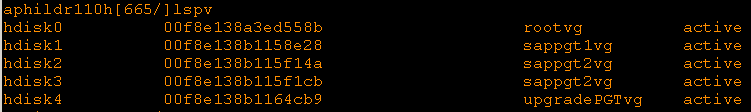 aphildr110h[665/]lspv
hdisk0 00f8e138a3ed558b rootvg active
hdisk1 00f8e138b1158e28 sappgt1vg active
hdisk2 00f8e138b115f14a sappgt2vg active
hdisk3 00f8e138b115f1cb sappgt2vg active
hdisk4 00f8e138b1164cb9 upgradePGTvg active